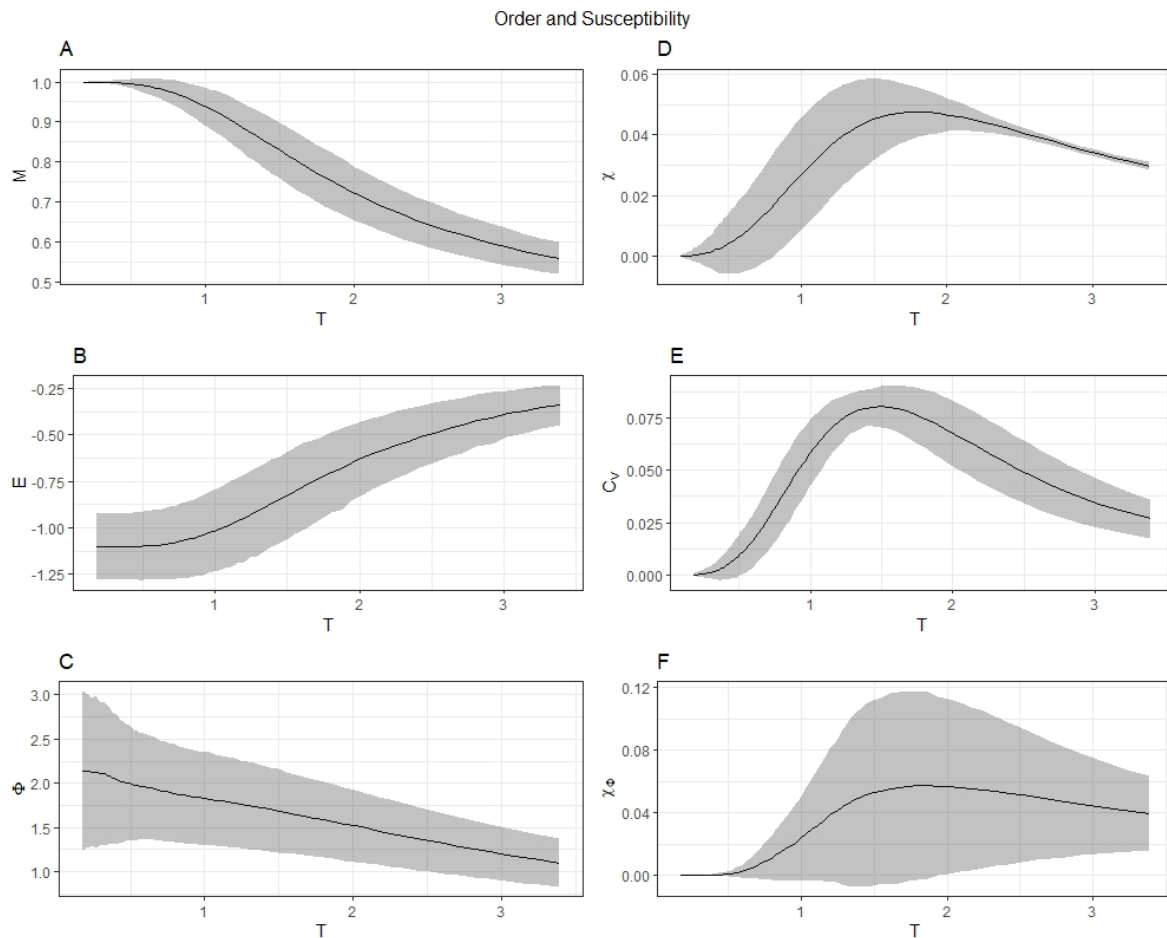 Order and Susceptibility
A
1.0
0.9
0.8
0.7
0.6
0.5
M
1 2 3
T
B
-0.25
-0.50
-0.75
-1.00
-1.25
E
1 2 3
T
C
3.0
2.5
2.0
1.5
1.0
Φ
1 2 3
T
D
0.06
0.04
0.02
0.00
χ
1 2 3
T
E
0.075
0.050
0.025
0.000
C_V
1 2 3
T
F
0.12
0.08
0.04
0.00
χ_Φ
1 2 3
T